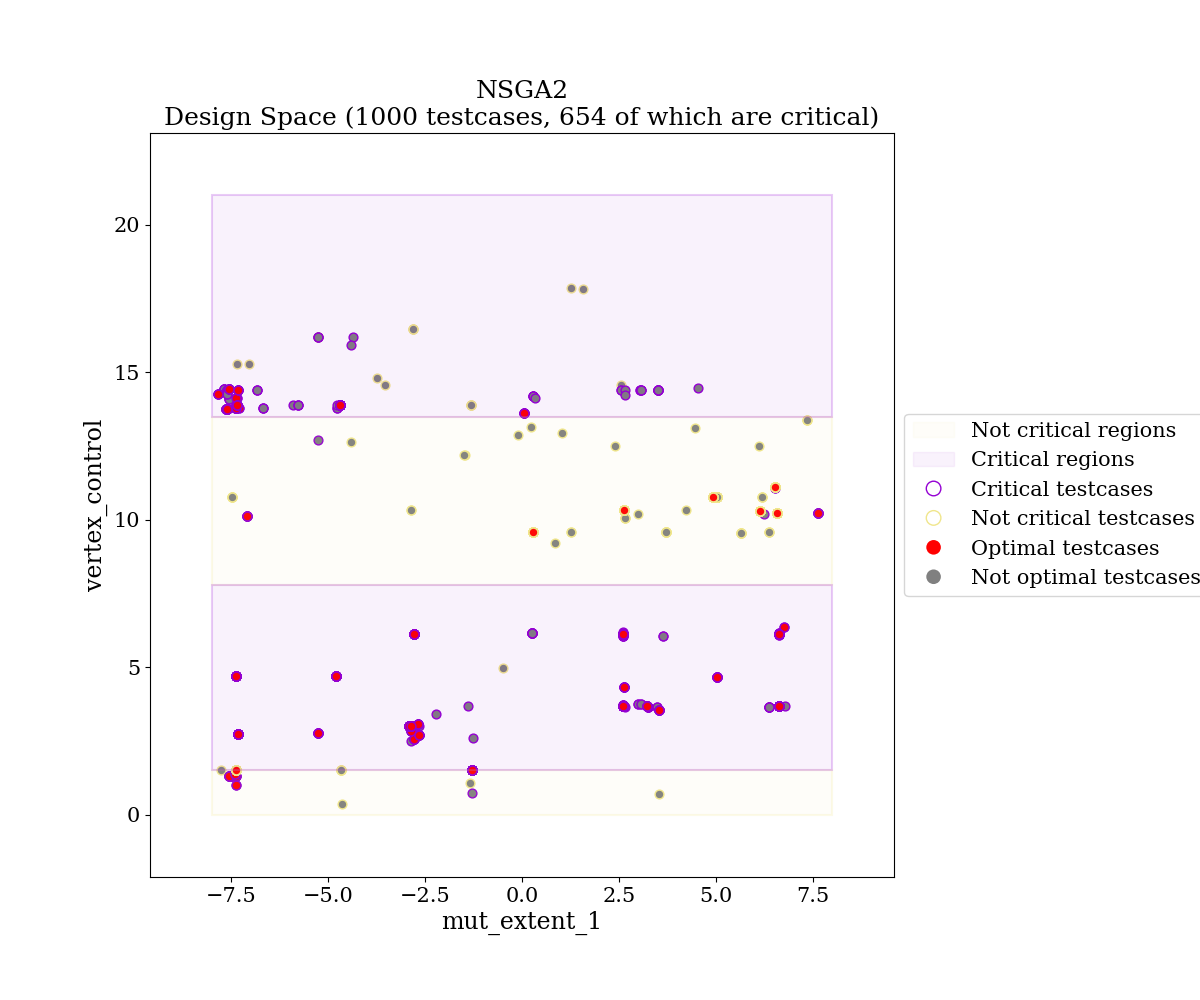 NSGA2
Design Space (1000 testcases, 654 of which are critical)
20
15
10
5
0
vertex_control
−7.5
−5.0
−2.5
0.0
2.5
5.0
7.5
mut_extent_1
Not critical regions
Critical regions
Critical testcases
Not critical testcases
Optimal testcases
Not optimal testcases